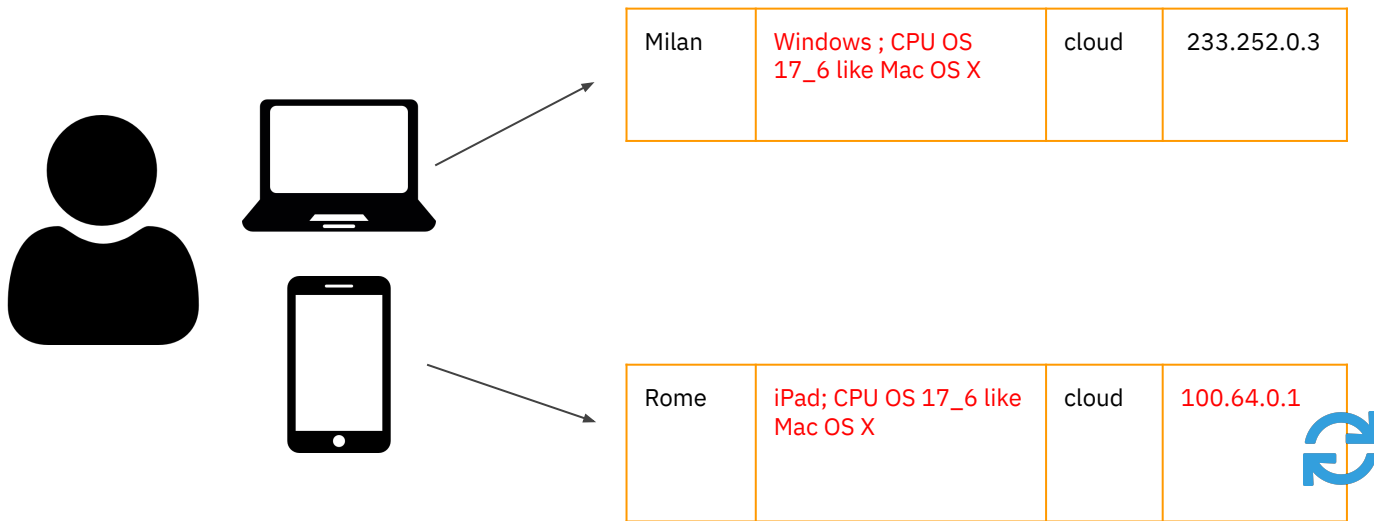 Milan
Windows ; CPU OS
17_6 like Mac OS X
cloud
233.252.0.3
Rome
iPad; CPU OS 17_6 like
Mac OS X
cloud
100.64.0.1